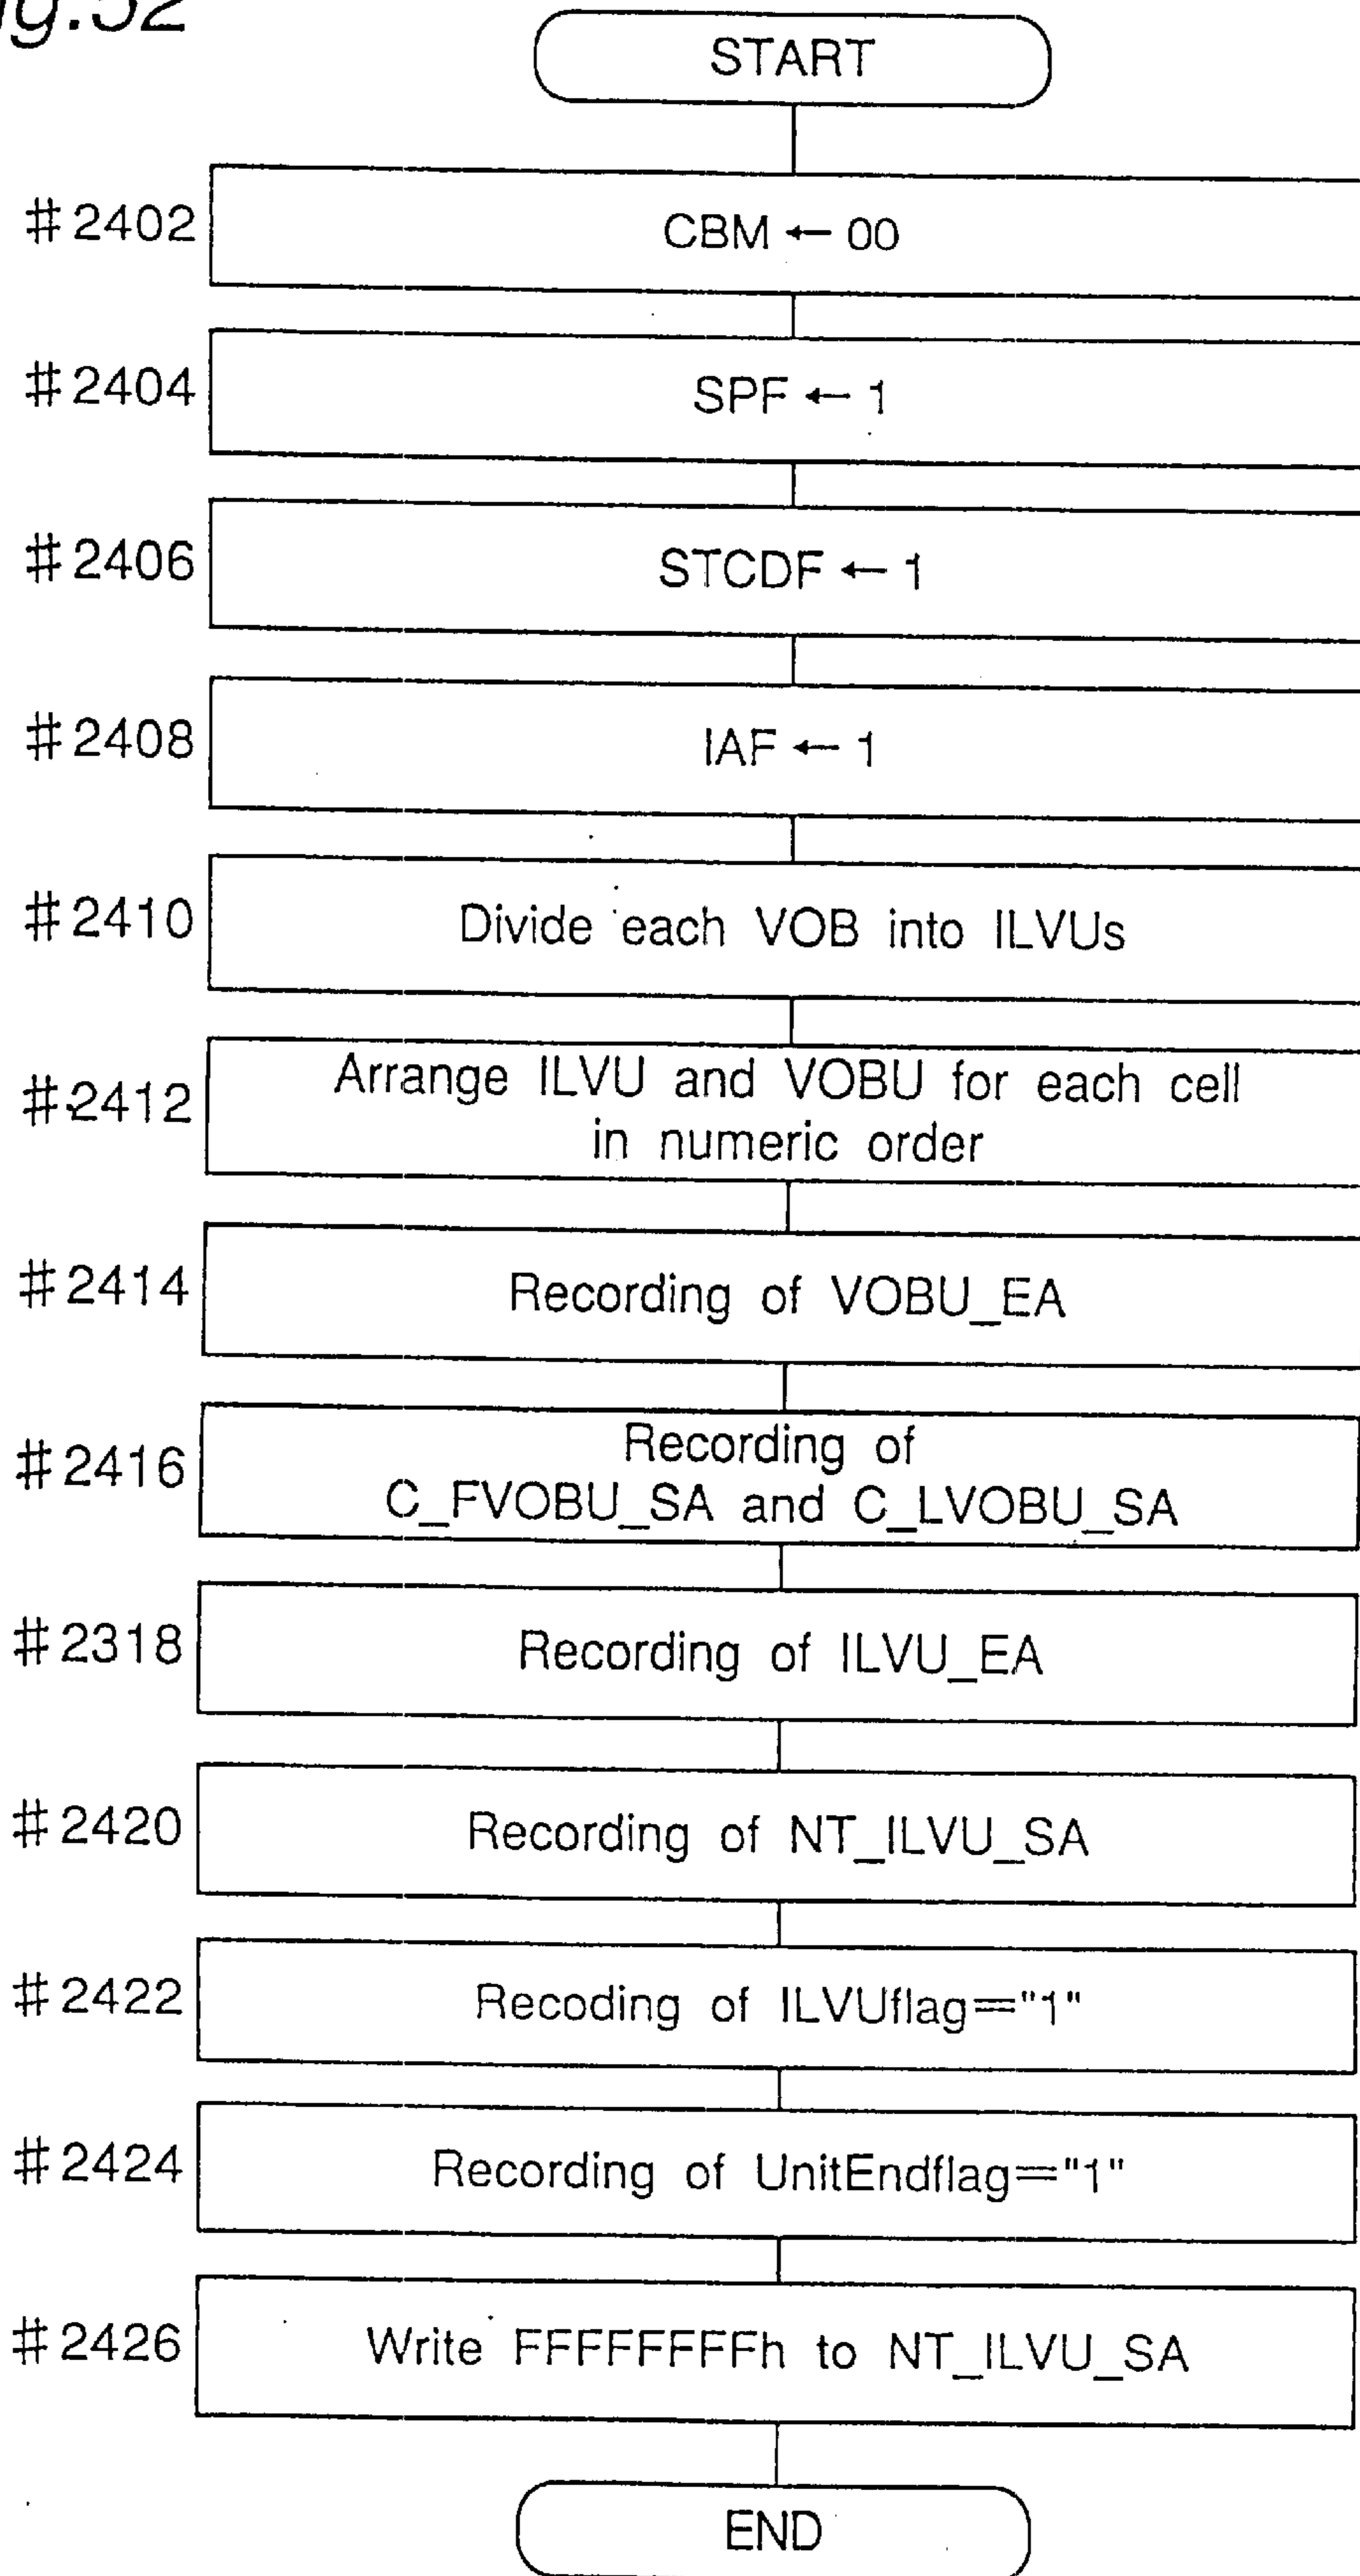 ig.52
START
#2402 CBM ← 00
#2404 SPF ← 1
#2406 STCDF ← 1
#2408 IAF ← 1
#2410 Divide each VOB into ILVUs
#2412 Arrange ILVU and VOBU for each cell
in numeric order
#2414 Recording of VOBU_EA
#2416 Recording of
C_FVOBU_SA and C_LVOBU_SA
#2318 Recording of ILVU_EA
#2420 Recording of NT_ILVU_SA
#2422 Recoding of ILVUflag="1"
#2424 Recording of UnitEndflag="1"
#2426 Write FFFFFFFFh to NT_ILVU_SA
END